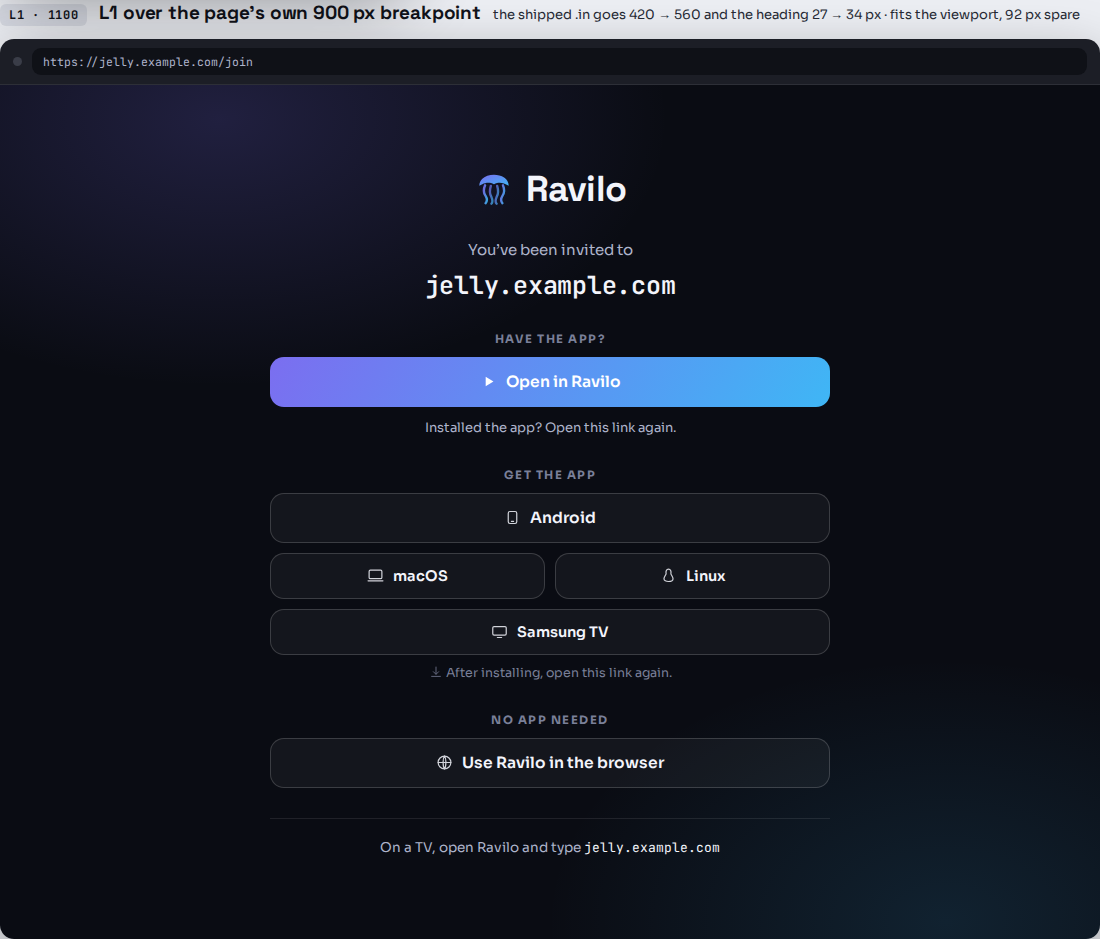 L1 · 1100 L1 over the page's own 900 px breakpoint the shipped .in goes 420 → 560 and the heading 27 → 34 px · fits the viewport, 92 px spare
https://jelly.example.com/join
Ravilo
You've been invited to
jelly.example.com
HAVE THE APP?
Open in Ravilo
Installed the app? Open this link again.
GET THE APP
Android
macOS Linux
Samsung TV
After installing, open this link again.
NO APP NEEDED
Use Ravilo in the browser
On a TV, open Ravilo and type jelly.example.com